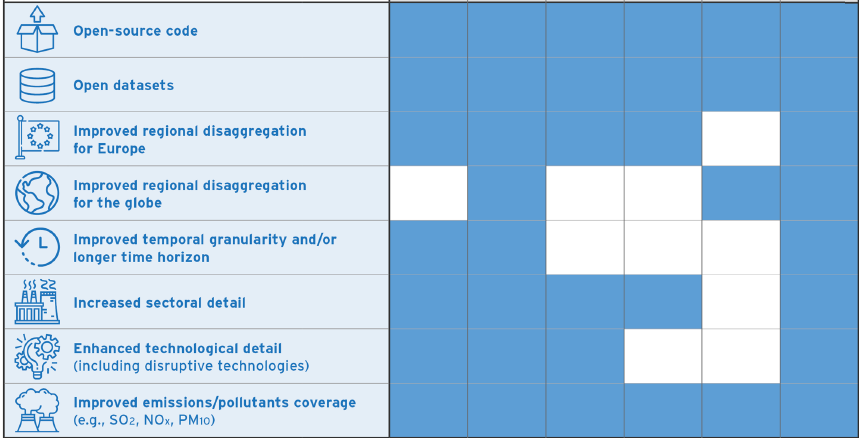 Open-source code
Open datasets
Improved regional disaggregation
for Europe
Improved regional disaggregation
for the globe
Improved temporal granularity and/or
longer time horizon
Increased sectoral detail
Enhanced technological detail
(including disruptive technologies)
Improved emissions/pollutants coverage
(e.g., SO₂, NOₓ, PM₁₀)